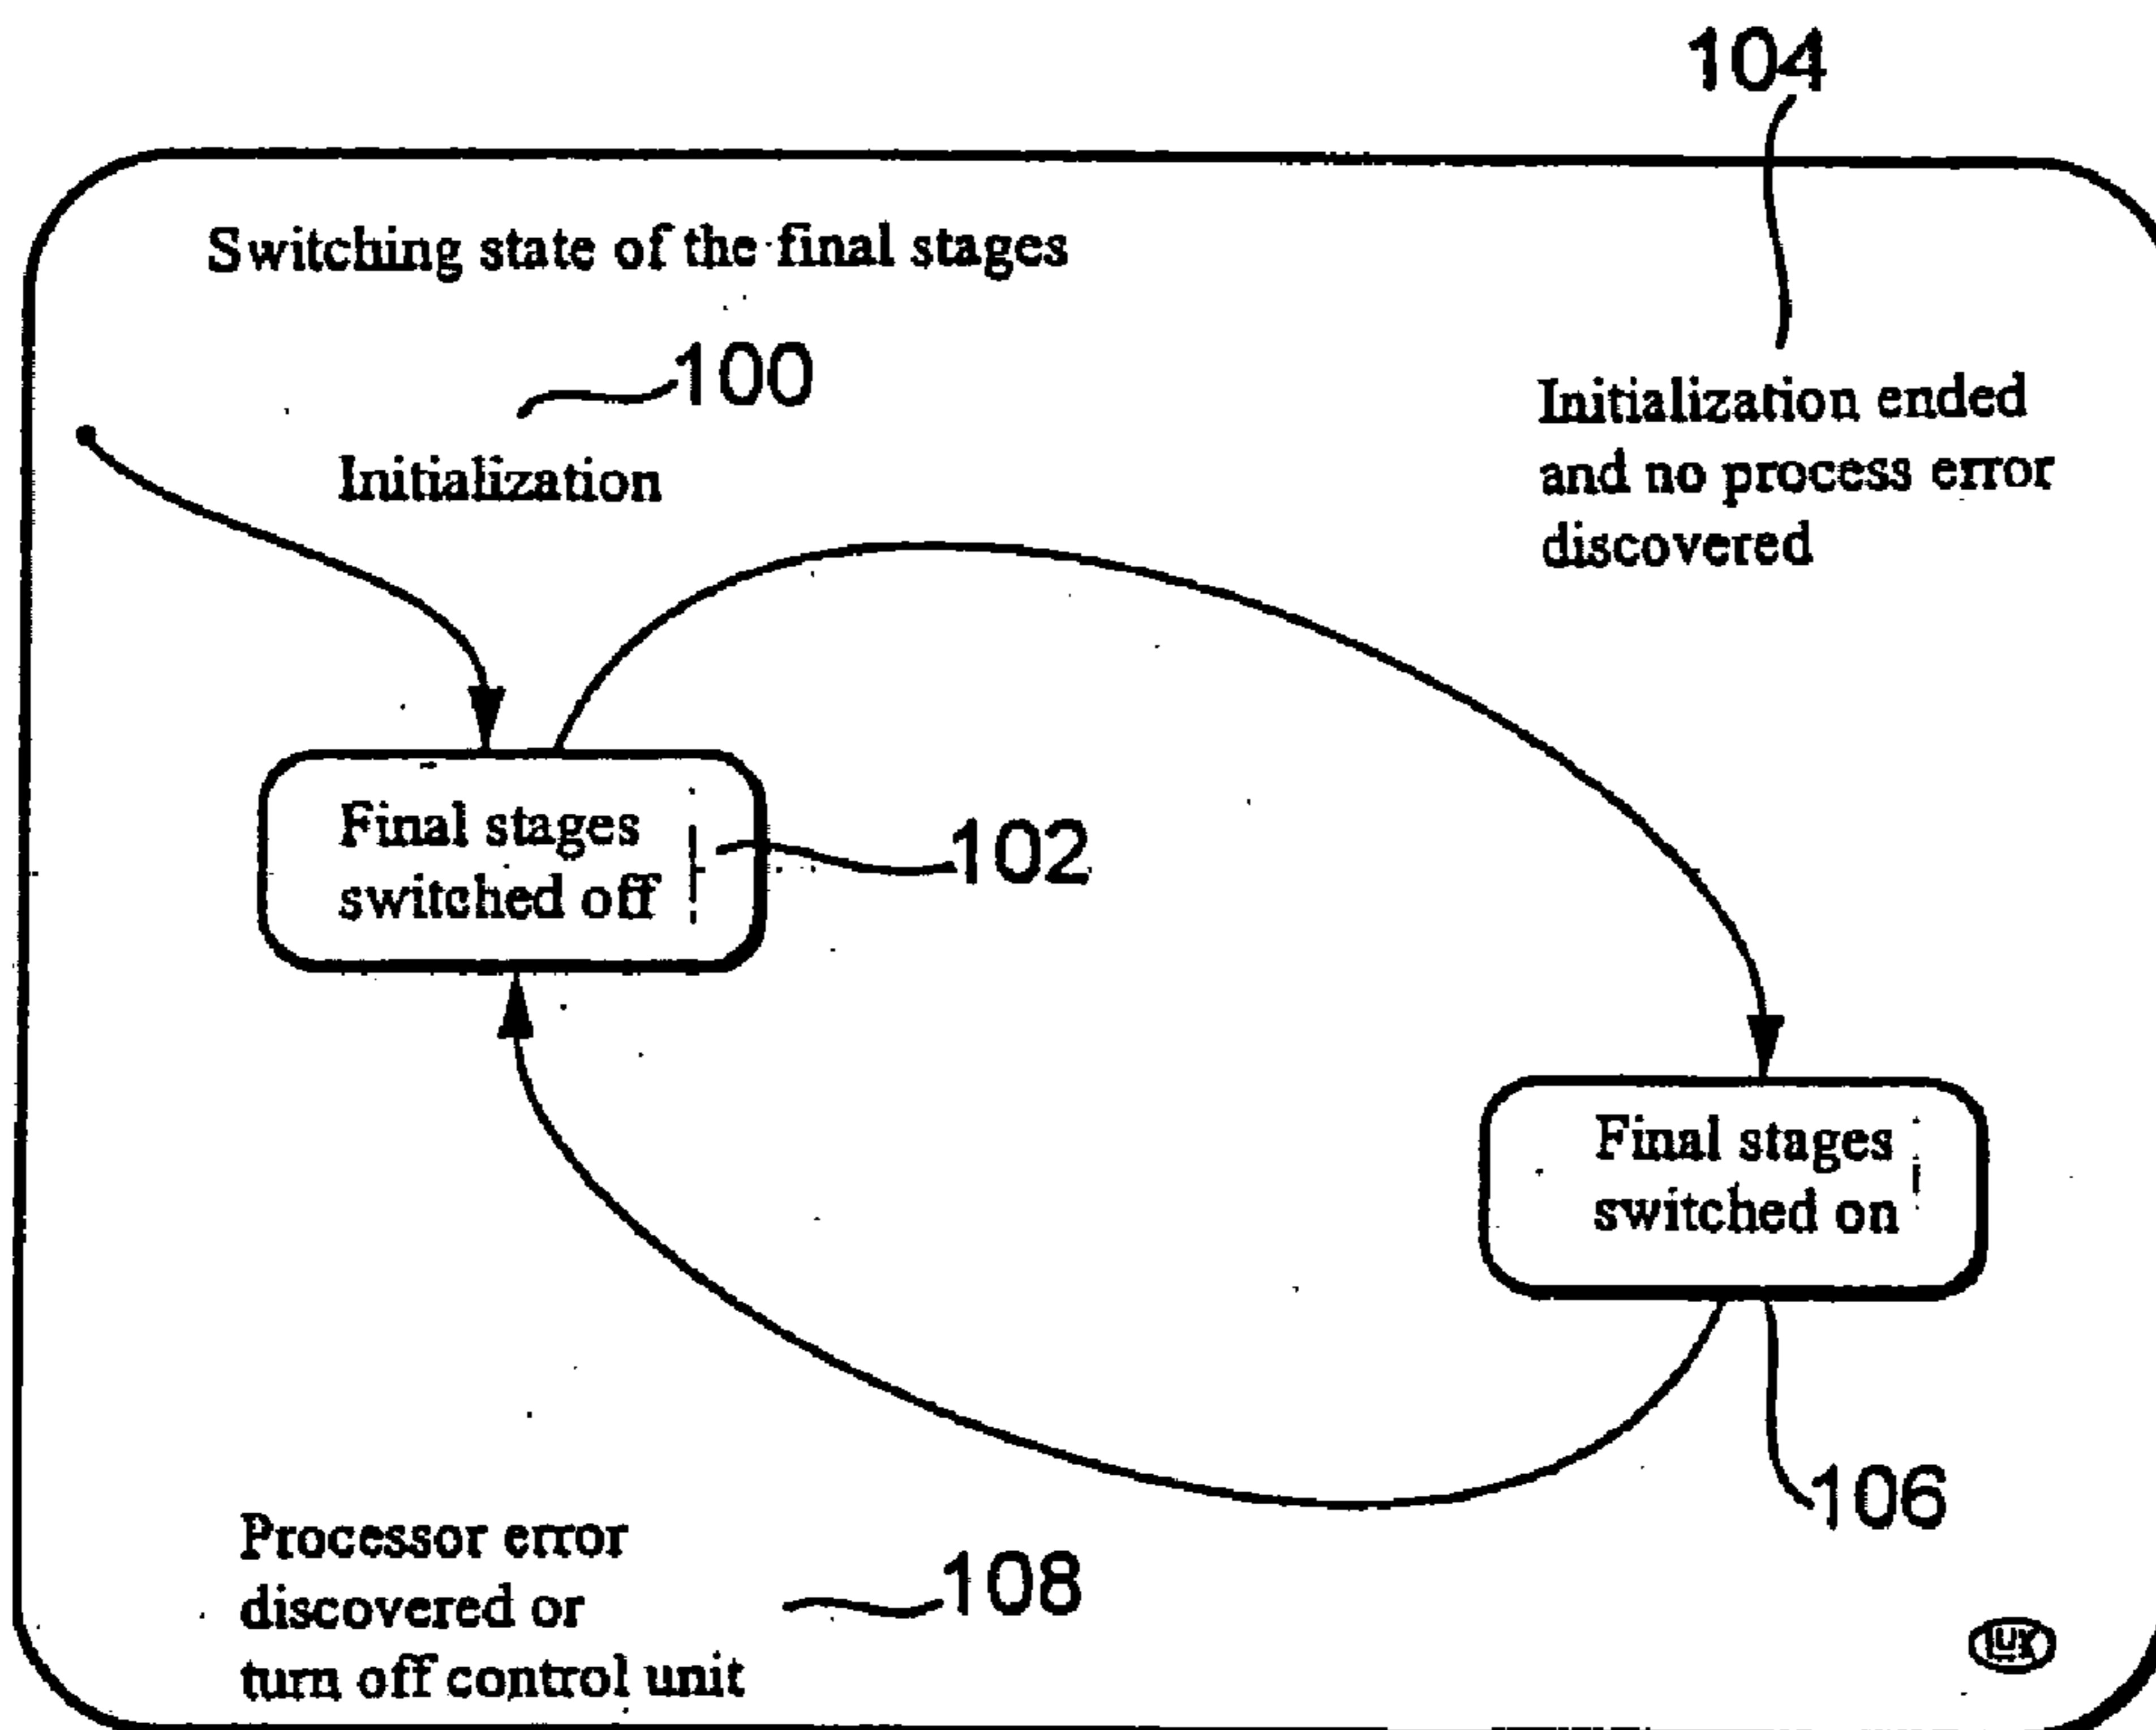 104
Switching state of the final stages
100
Initialization
Initialization ended
and no process error
discovered
Final stages
switched off
102
Final stages
switched on
106
Processor error
discovered or
turn off control unit
108
LUK